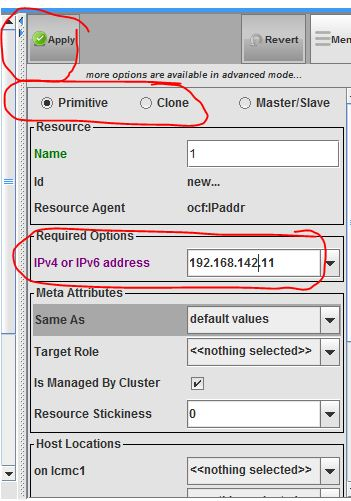 Apply
Revert
Men
more options are available in advanced mode...
Primitive Clone Master/Slave
Resource
Name 1
Id new...
Resource Agent ocf:IPaddr
Required Options
IPv4 or IPv6 address 192.168.142.11
Meta Attributes
Same As default values
Target Role <<nothing selected>>
Is Managed By Cluster
Resource Stickiness 0
Host Locations
on lcmc1 <<nothing selected>>